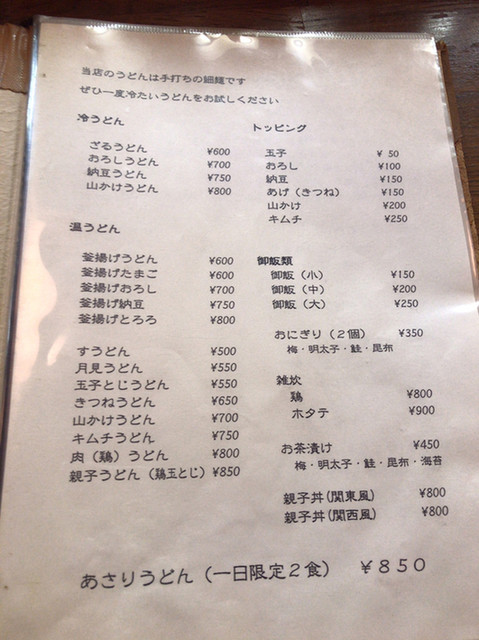 当店のうどんは手打ちの細麺です
ぜひ一度冷たいうどんをお試しください
冷うどん
ざるうどん ¥600
おろしうどん ¥700
納豆うどん ¥750
山かけうどん ¥800
トッピング
玉子 ¥ 50
おろし ¥100
納豆 ¥150
あげ（きつね） ¥150
山かけ ¥200
キムチ ¥250
温うどん
釜揚げうどん ¥600
釜揚げたまご ¥600
釜揚げおろし ¥700
釜揚げ納豆 ¥750
釜揚げとろろ ¥800
すうどん ¥500
月見うどん ¥550
玉子とじうどん ¥550
きつねうどん ¥650
山かけうどん ¥700
キムチうどん ¥750
肉（鶏）うどん ¥800
親子うどん（鶏玉とじ） ¥850
御飯類
御飯（小） ¥150
御飯（中） ¥200
御飯（大） ¥250
おにぎり（２個） ¥350
梅・明太子・鮭・昆布
雑炊
鶏 ¥800
ホタテ ¥900
お茶漬け ¥450
梅・明太子・鮭・昆布・海苔
親子丼(関東風) ¥800
親子丼(関西風) ¥800
あさりうどん（一日限定２食） ￥８５０